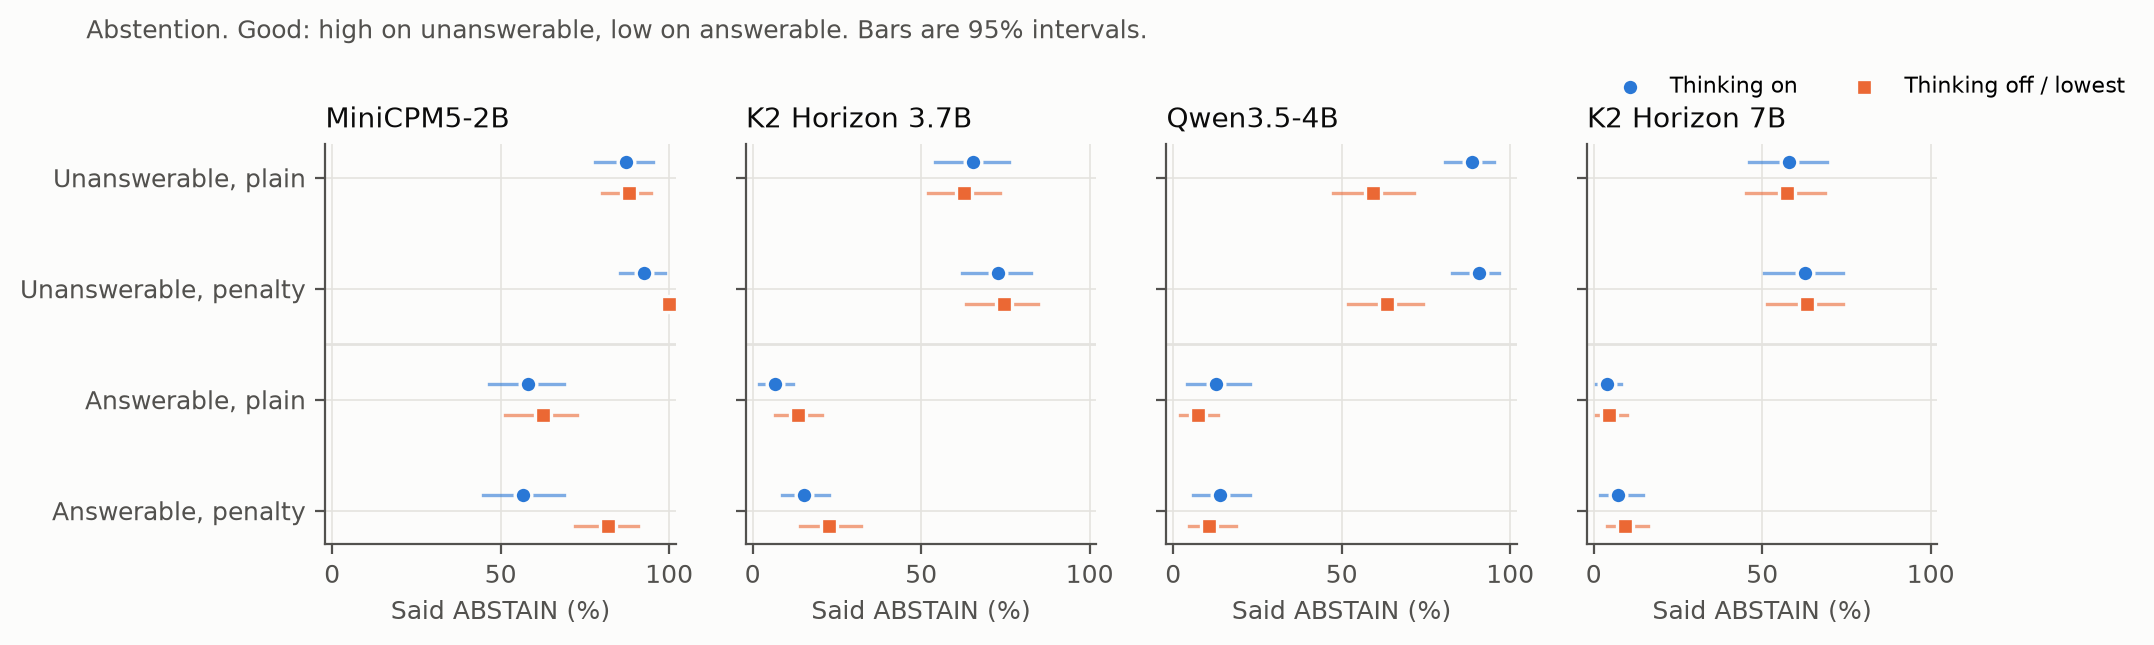 Abstention. Good: high on unanswerable, low on answerable. Bars are 95% intervals.
Thinking on
Thinking off / lowest
MiniCPM5-2B
K2 Horizon 3.7B
Qwen3.5-4B
K2 Horizon 7B
Unanswerable, plain
Unanswerable, penalty
Answerable, plain
Answerable, penalty
0 50 100
0 50 100
0 50 100
0 50 100
Said ABSTAIN (%)
Said ABSTAIN (%)
Said ABSTAIN (%)
Said ABSTAIN (%)